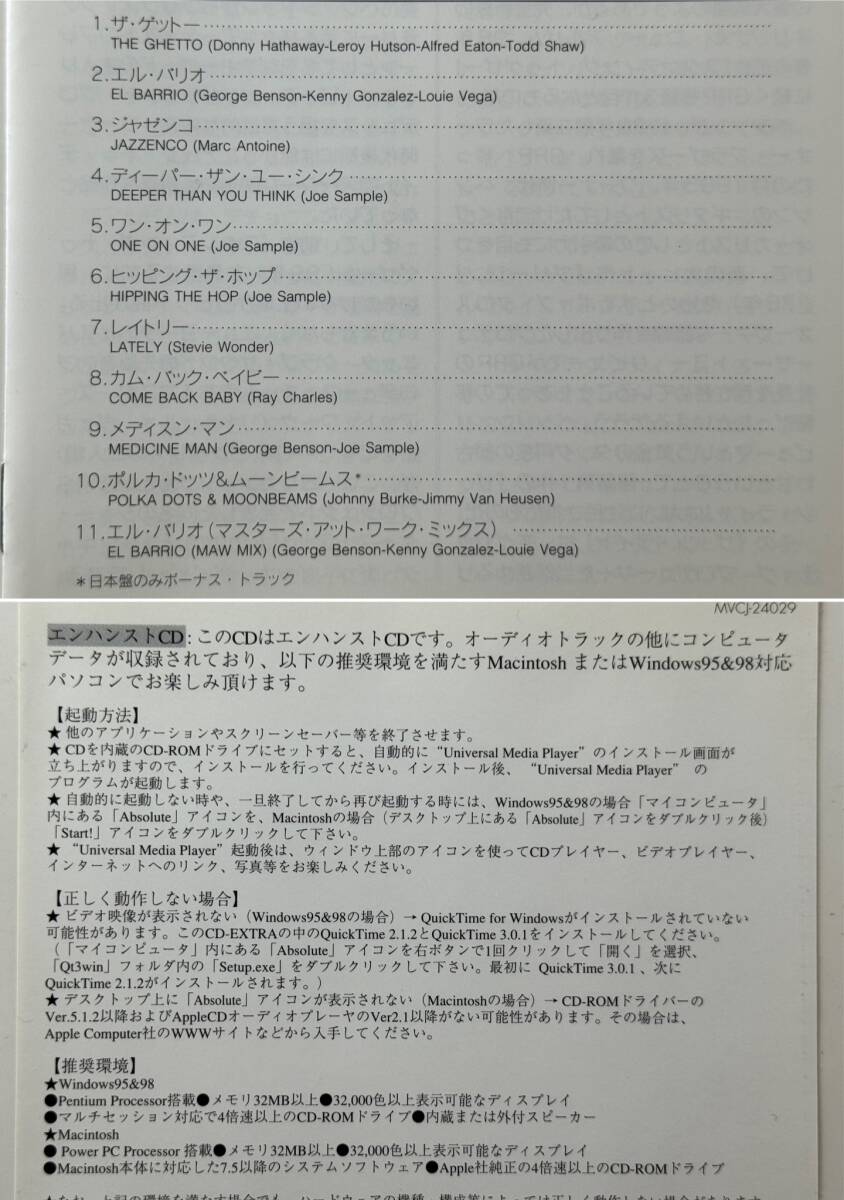 1.ザ・ゲットー
THE GHETTO (Donny Hathaway-Leroy Hutson-Alfred Eaton-Todd Shaw)
2.エル・バリオ
EL BARRIO (George Benson-Kenny Gonzalez-Louie Vega)
3.ジャゼンコ
JAZZENCO (Marc Antoine)
4.ディーパー・ザン・ユー・シンク
DEEPER THAN YOU THINK (Joe Sample)
5.ワン・オン・ワン
ONE ON ONE (Joe Sample)
6.ヒッピング・ザ・ホップ
HIPPING THE HOP (Joe Sample)
7.レイトリー
LATELY (Stevie Wonder)
8.カム・バック・ベイビー
COME BACK BABY (Ray Charles)
9.メディスン・マン
MEDICINE MAN (George Benson-Joe Sample)
10.ポルカ・ドッツ&ムーンビームス*
POLKA DOTS & MOONBEAMS (Johnny Burke-Jimmy Van Heusen)
11.エル・バリオ(マスターズ・アット・ワーク・ミックス)
EL BARRIO (MAW MIX) (George Benson-Kenny Gonzalez-Louie Vega)
*日本盤のみボーナス・トラック
MVCJ-24029
エンハンストCD:このCDはエンハンストCDです。オーディオトラックの他にコンピュータ
データが収録されており、以下の推奨環境を満たすMacintosh またはWindows95&98対応
パソコンでお楽しみ頂けます。
【起動方法】
★ 他のアプリケーションやスクリーンセーバー等を終了させます。
★ CDを内蔵のCD-ROMドライブにセットすると、自動的に“Universal Media Player”のインストール画面が
立ち上がりますので、インストールを行ってください。インストール後、“Universal Media Player” の
プログラムが起動します。
★ 自動的に起動しない時や、一旦終了してから再び起動する時には、Windows95&98の場合「マイコンピュータ」
内にある「Absolute」アイコンを、Macintoshの場合(デスクトップ上にある「Absolute」アイコンをダブルクリック後)
「Start!」アイコンをダブルクリックして下さい。
★ “Universal Media Player”起動後は、ウィンドウ上部のアイコンを使ってCDプレイヤー、ビデオプレイヤー、
インターネットへのリンク、写真等をお楽しみください。
【正しく動作しない場合】
★ ビデオ映像が表示されない(Windows95&98の場合)→ QuickTime for Windowsがインストールされていない
可能性があります。このCD-EXTRAの中のQuickTime 2.1.2とQuickTime 3.0.1をインストールしてください。
(「マイコンピュータ」内にある「Absolute」アイコンを右ボタンで1回クリックして「開く」を選択、
「Qt3win」フォルダ内の「Setup.exe」をダブルクリックして下さい。最初に QuickTime 3.0.1 、次に
QuickTime 2.1.2がインストールされます。)
★ デスクトップ上に「Absolute」アイコンが表示されない(Macintoshの場合)→ CD-ROMドライバーの
Ver.5.1.2以降およびAppleCDオーディオプレーヤのVer2.1以降がない可能性があります。その場合は、
Apple Computer社のWWWサイトなどから入手してください。
【推奨環境】
★Windows95&98
●Pentium Processor搭載●メモリ32MB以上●32,000色以上表示可能なディスプレイ
●マルチセッション対応で4倍速以上のCD-ROMドライブ●内蔵または外付スピーカー
★Macintosh
● Power PC Processor 搭載●メモリ32MB以上●32,000色以上表示可能なディスプレイ
●Macintosh本体に対応した7.5以降のシステムソフトウェア●Apple社純正の4倍速以上のCD-ROMドライブ